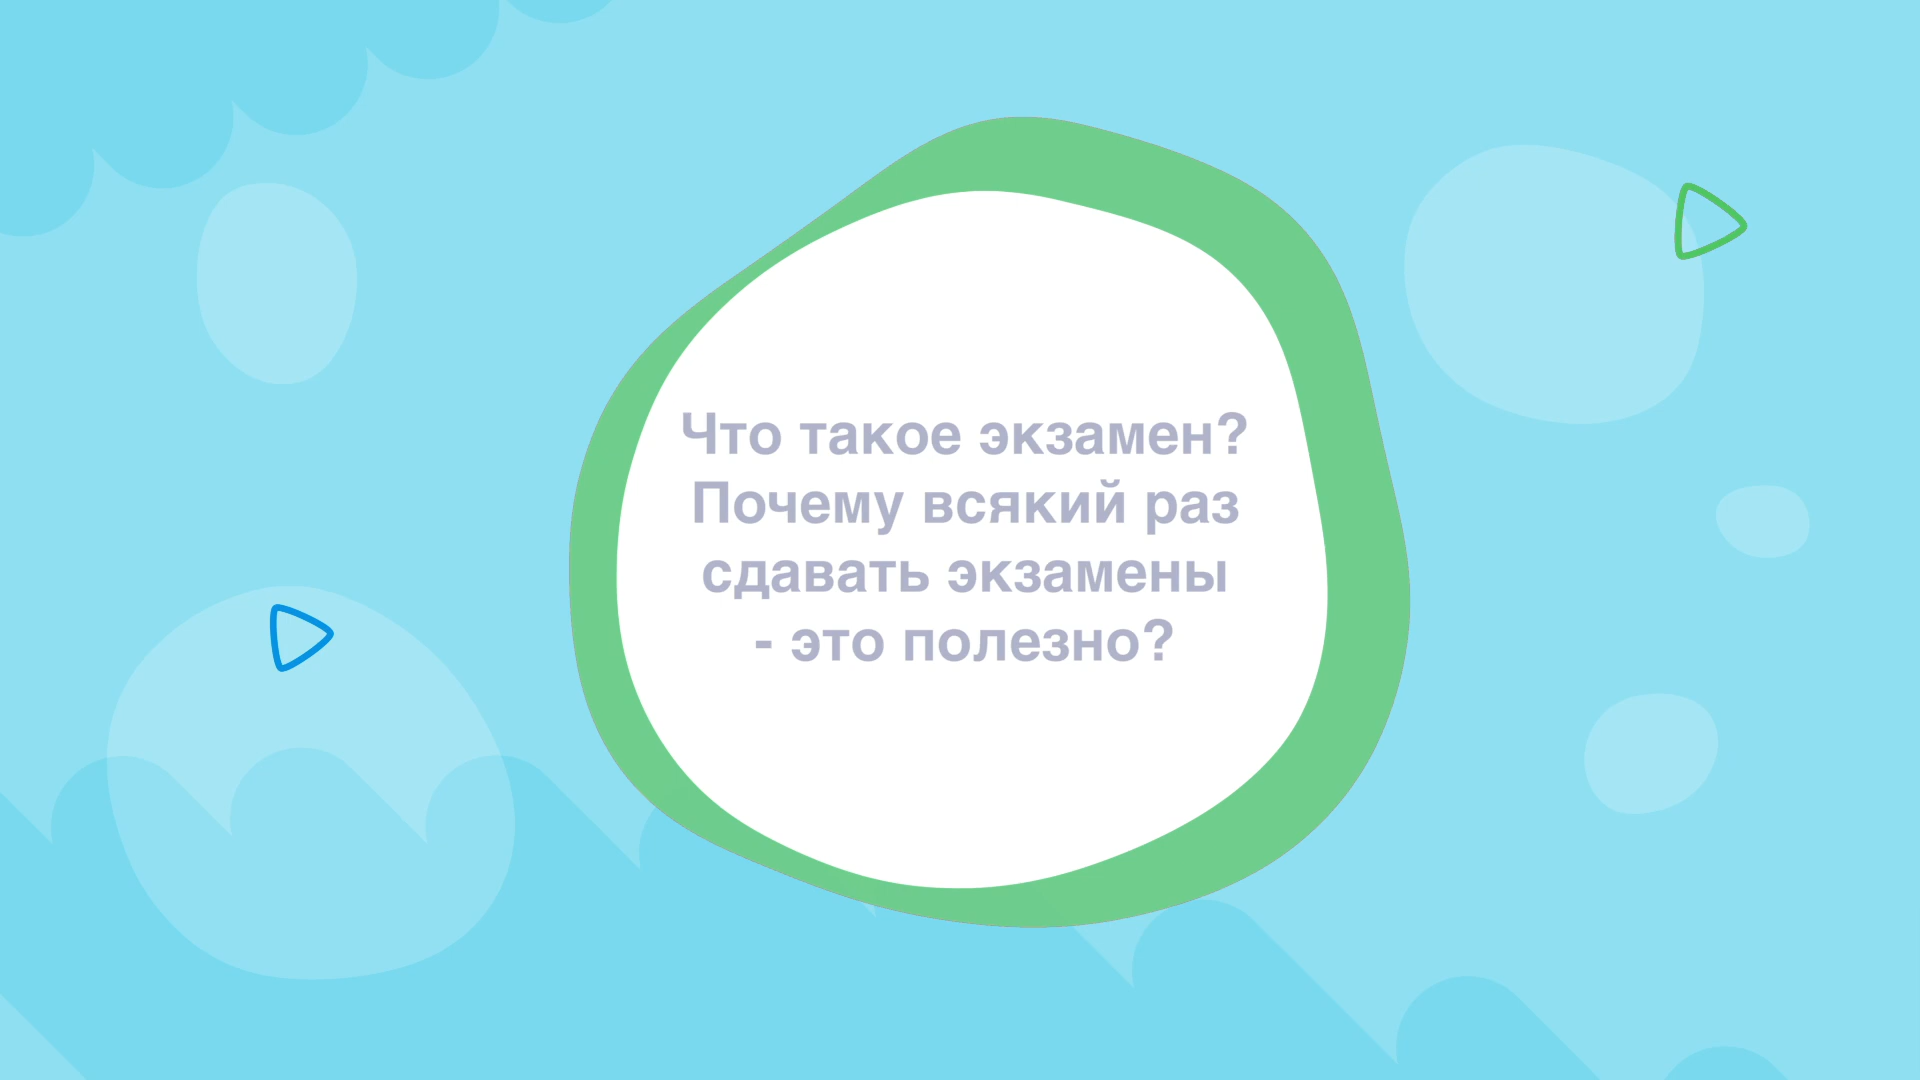 Что такое экзамен?
Почему всякий раз
сдавать экзамены
- это полезно?